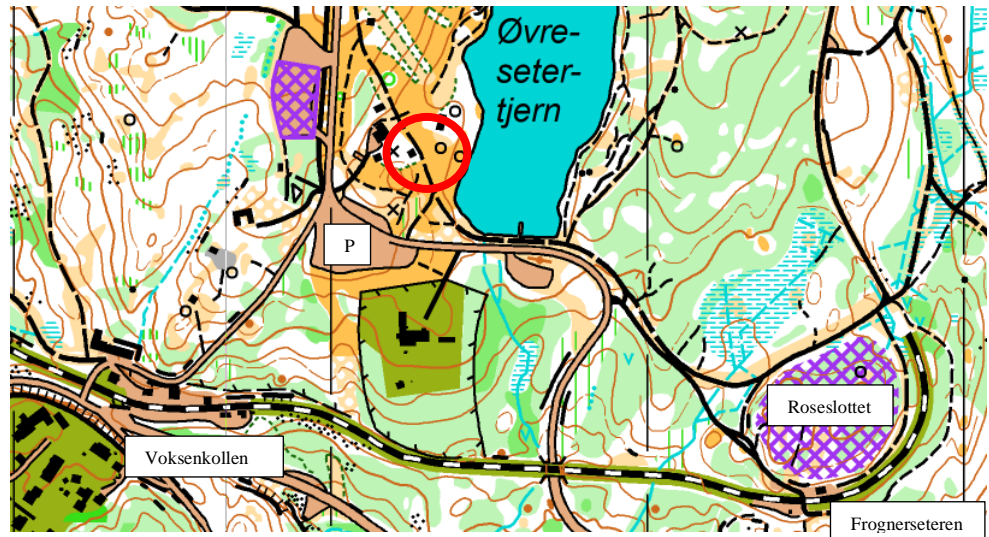 Øvre-
seter-
tjern
P
Roseslottet
Voksenkollen
Frognerseteren